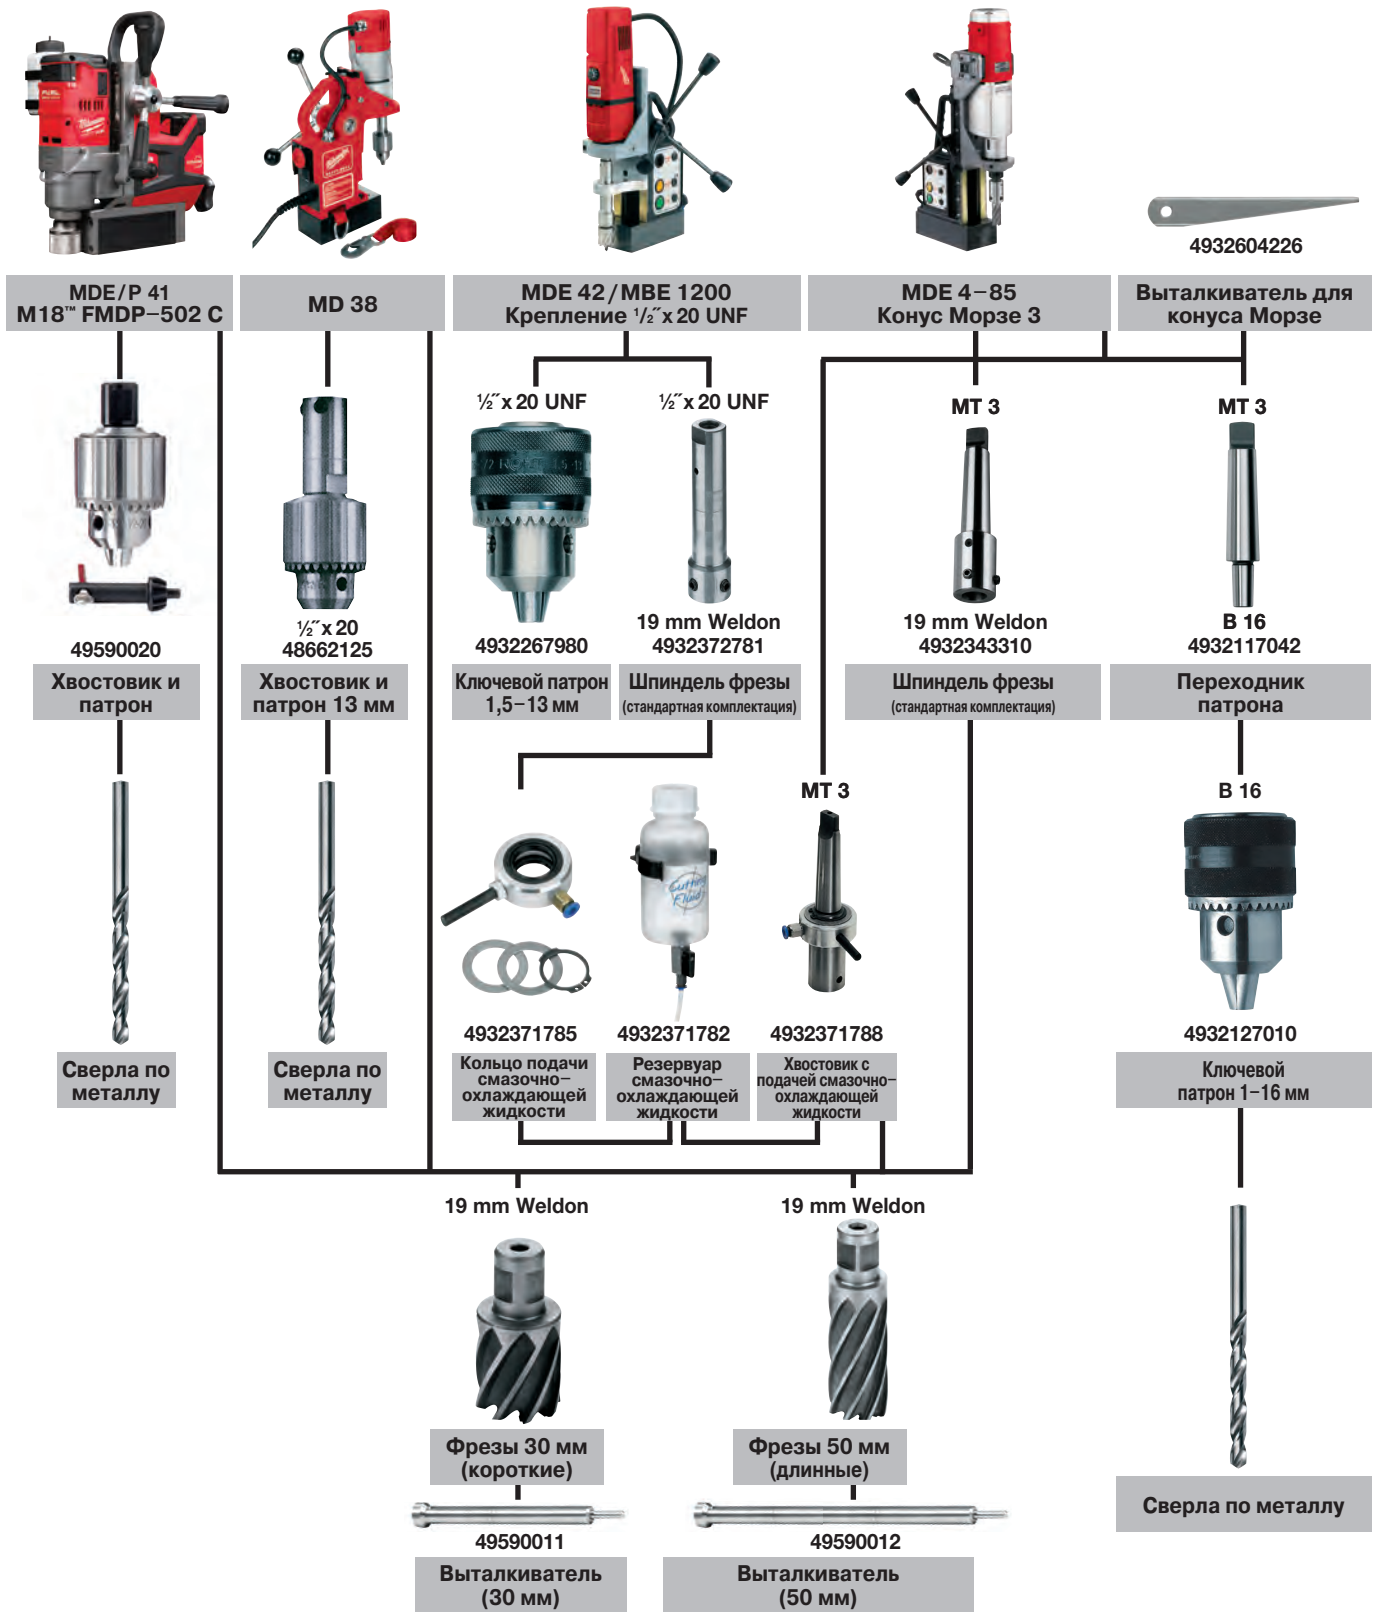 4932604226
MDE/P 41
M18™ FMDP–502 C
MD 38
MDE 42/MBE 1200
Крепление ½˝x 20 UNF
MDE 4–85
Конус Морзе 3
Выталкиватель для
конуса Морзе
½˝x 20 UNF
½˝x 20 UNF
MT 3
MT 3
½˝x 20
19 mm Weldon
19 mm Weldon
B 16
49590020
48662125
4932267980
4932372781
4932343310
4932117042
Хвостовик и
патрон
Хвостовик и
патрон 13 мм
Ключевой патрон
1,5–13 мм
Шпиндель фрезы
(стандартная комплектация)
Шпиндель фрезы
(стандартная комплектация)
Переходник
патрона
MT 3
B 16
Cutting
Fluid
4932371785
4932371782
4932371788
4932127010
Сверла по
металлу
Сверла по
металлу
Кольцо подачи
смазочно–
охлаждающей
жидкости
Резервуар
смазочно–
охлаждающей
жидкости
Хвостовик с
подачей смазочно–
охлаждающей
жидкости
Ключевой
патрон 1–16 мм
19 mm Weldon
19 mm Weldon
Фрезы 30 мм
(короткие)
Фрезы 50 мм
(длинные)
Сверла по металлу
49590011
49590012
Выталкиватель
(30 мм)
Выталкиватель
(50 мм)